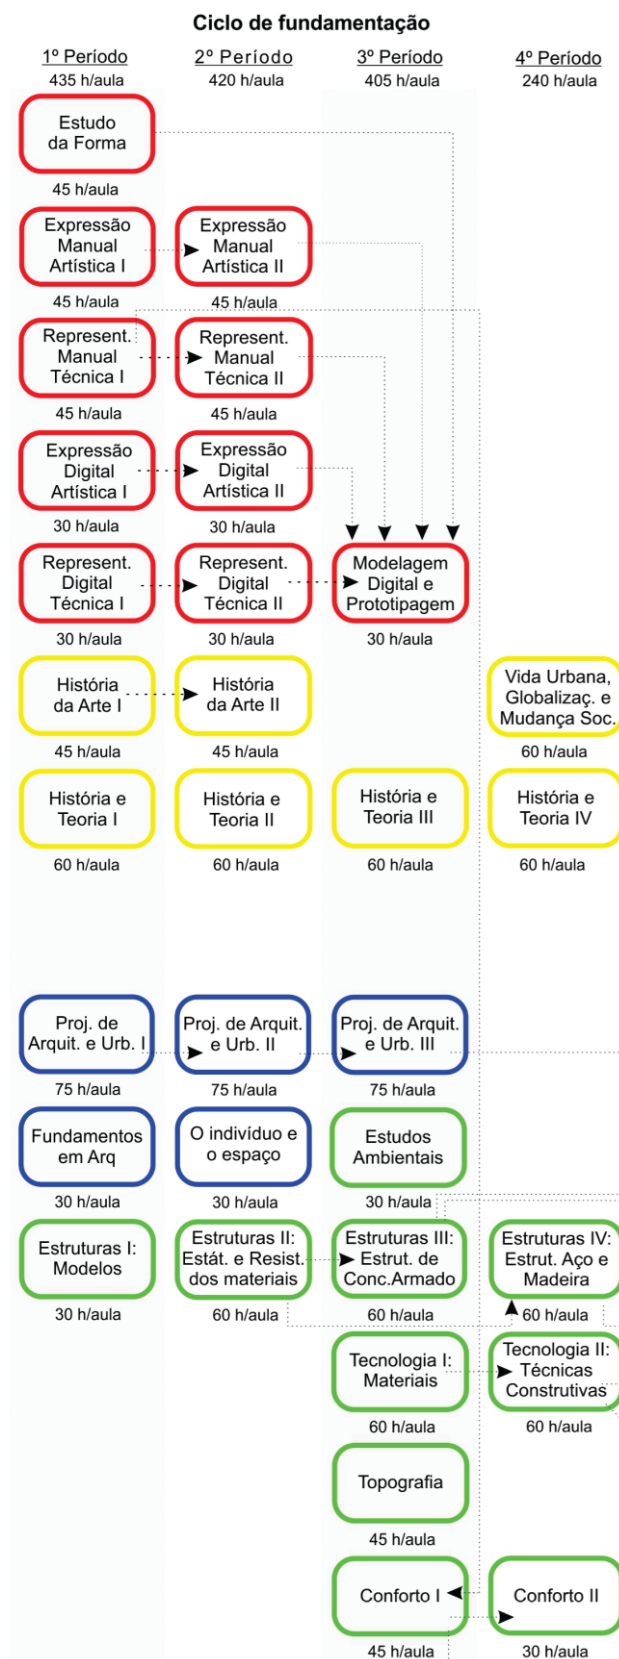 Ciclo de fundamentação
1º Período
2º Período
3º Período
4º Período
435 h/aula
420 h/aula
405 h/aula
240 h/aula
Estudo
da Forma
45 h/aula
Expressão
Manual
Artística I
45 h/aula
Expressão
Manual
Artística II
45 h/aula
Represent.
Manual
Técnica I
45 h/aula
Represent.
Manual
Técnica II
45 h/aula
Expressão
Digital
Artística I
30 h/aula
Expressão
Digital
Artística II
30 h/aula
Represent.
Digital
Técnica I
30 h/aula
Represent.
Digital
Técnica II
30 h/aula
Modelagem
Digital e
Prototipagem
30 h/aula
História
da Arte I
45 h/aula
História
da Arte II
45 h/aula
Vida Urbana,
Globalizaç. e
Mudança Soc.
60 h/aula
História e
Teoria I
60 h/aula
História e
Teoria II
60 h/aula
História e
Teoria III
60 h/aula
História e
Teoria IV
60 h/aula
Proj. de
Arquit. e Urb. I
75 h/aula
Proj. de Arquit.
e Urb. II
75 h/aula
Proj. de Arquit.
e Urb. III
75 h/aula
Fundamentos
em Arq
30 h/aula
O indivíduo e
o espaço
30 h/aula
Estudos
Ambientais
30 h/aula
Estruturas I:
Modelos
30 h/aula
Estruturas II:
Estát. e Resist.
dos materiais
60 h/aula
Estruturas III:
Estrut. de
Conc.Armado
60 h/aula
Estruturas IV:
Estrut. Aço e
Madeira
60 h/aula
Tecnologia I:
Materiais
60 h/aula
Tecnologia II:
Técnicas
Construtivas
60 h/aula
Topografia
45 h/aula
Conforto I
45 h/aula
Conforto II
30 h/aula